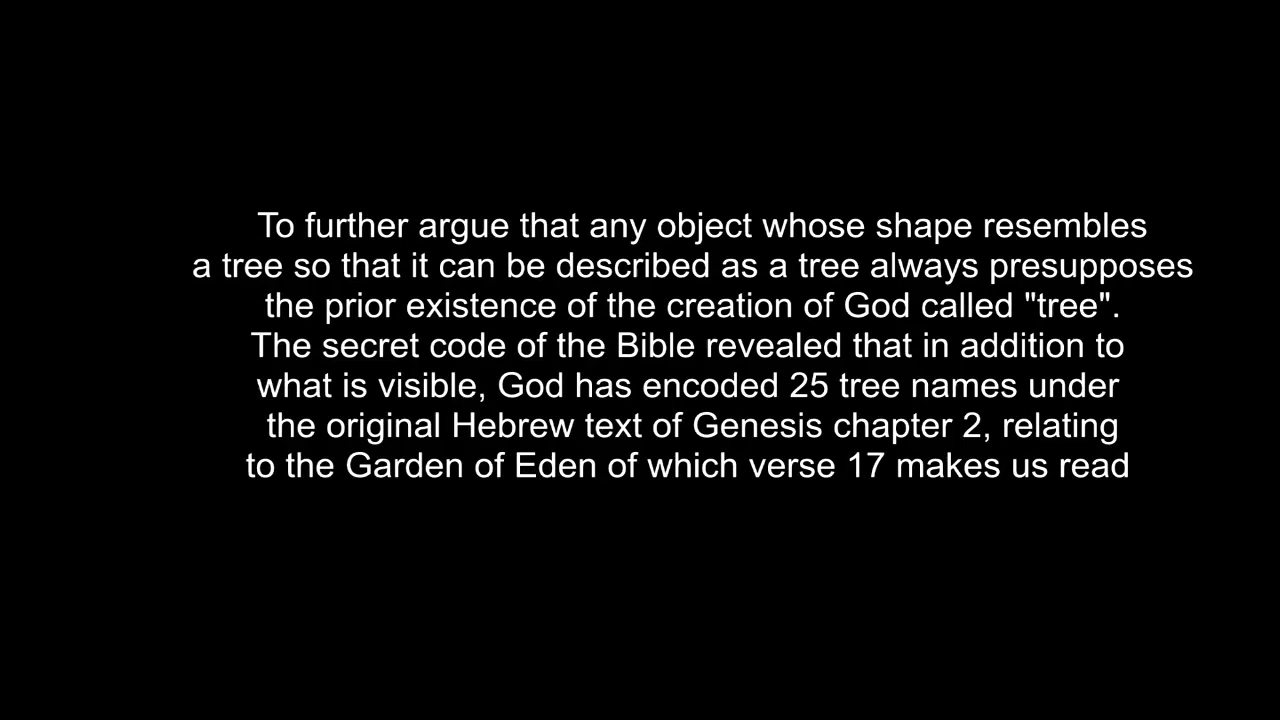 To further argue that any object whose shape resembles
a tree so that it can be described as a tree always presupposes
the prior existence of the creation of God called "tree".
The secret code of the Bible revealed that in addition to
what is visible, God has encoded 25 tree names under
the original Hebrew text of Genesis chapter 2, relating
to the Garden of Eden of which verse 17 makes us read